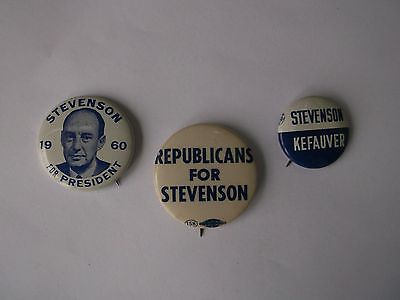 STEVENSON
19 60
FOR PRESIDENT
REPUBLICANS
FOR
STEVENSON
STEVENSON
KEFAUVER